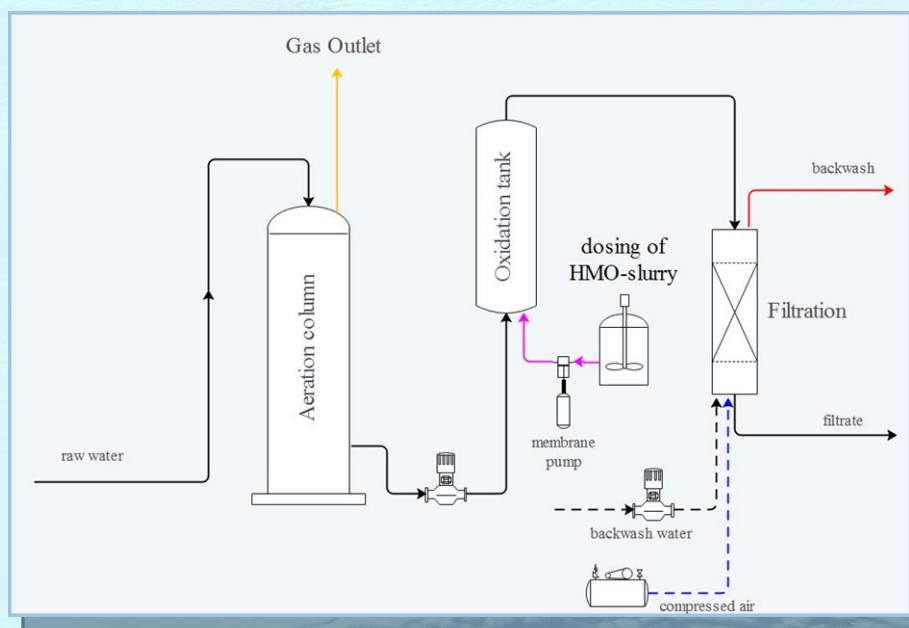 Gas Outlet
backwash
Oxidation tank
dosing of
HMO-slurry
Filtration
Aeration column
filtrate
membrane
pump
raw water
backwash water
compressed air